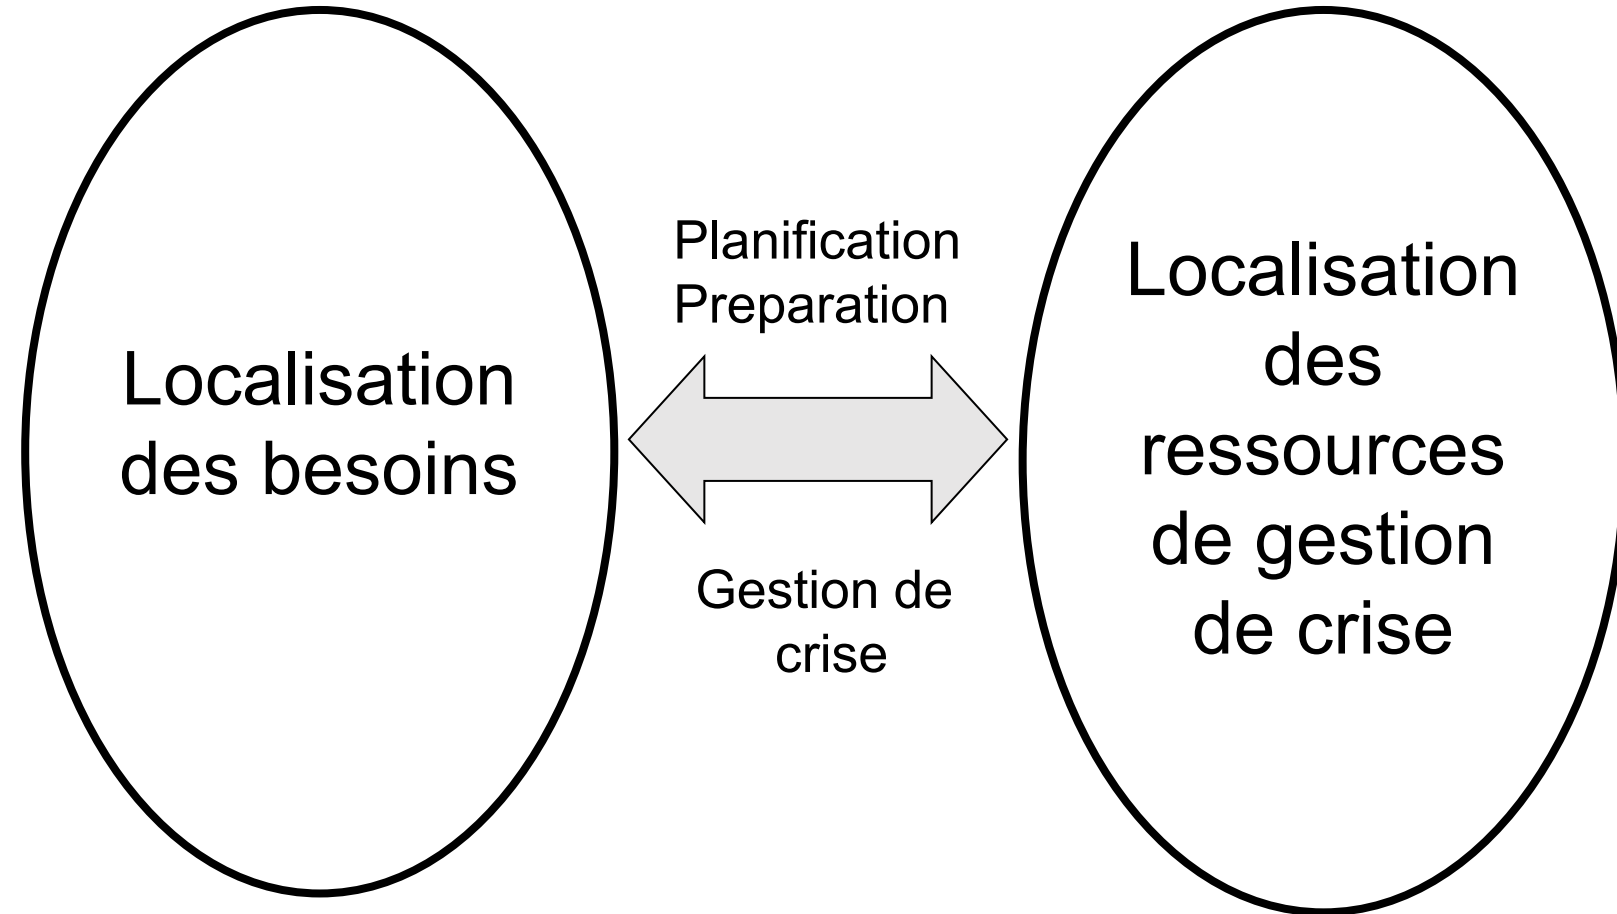 Localisation
des besoins
Planification
Preparation
Gestion de
crise
Localisation
des
ressources
de gestion
de crise